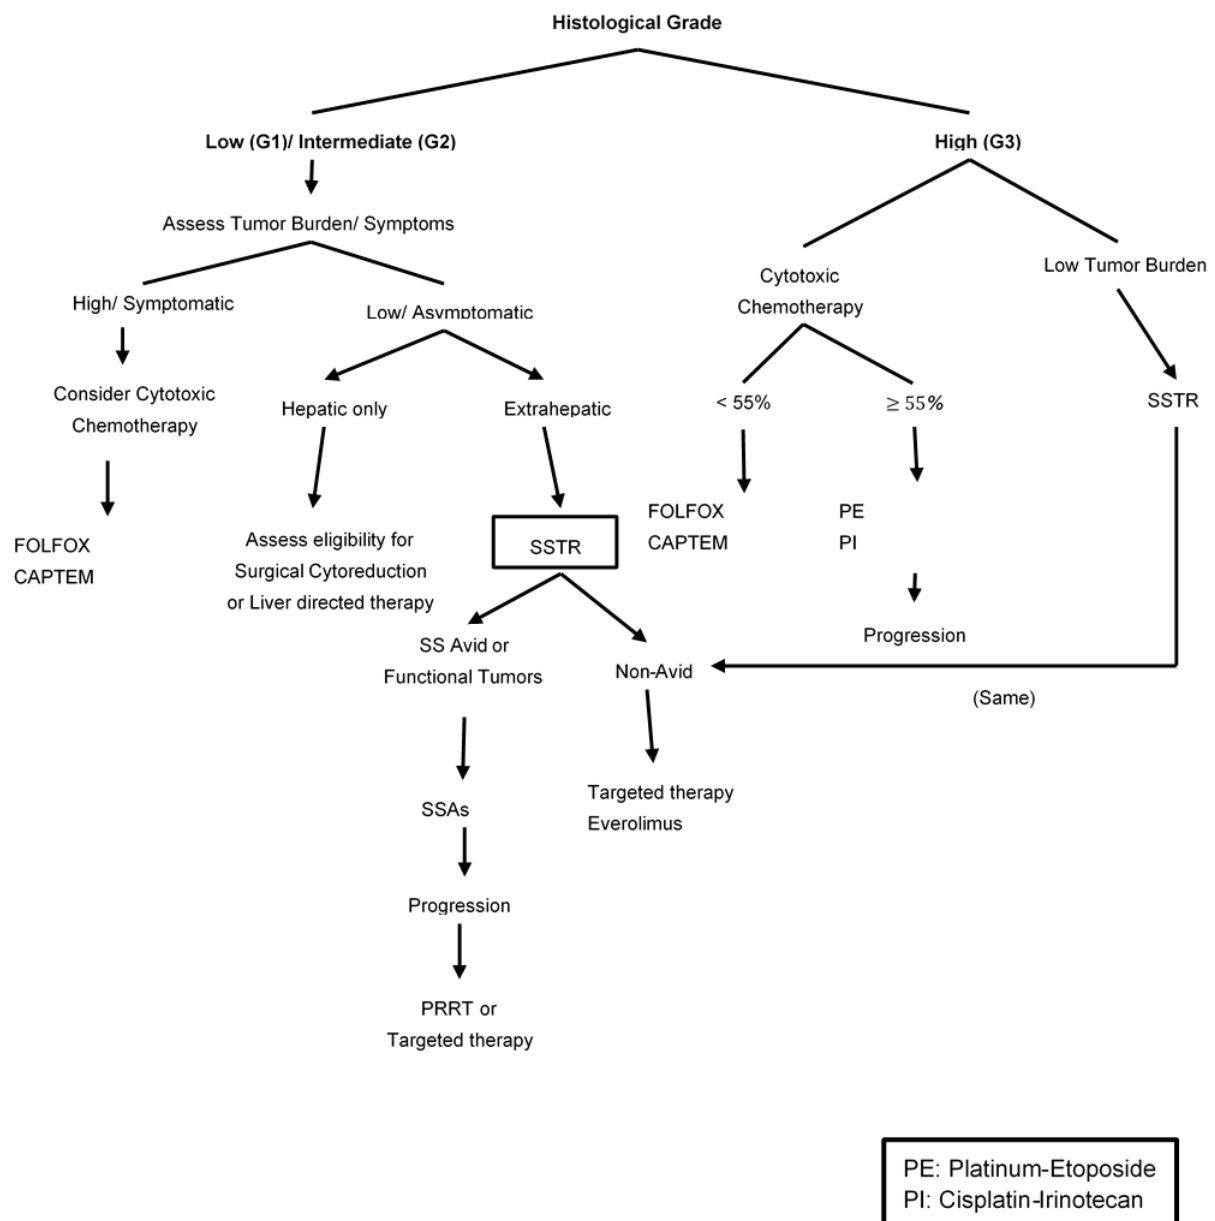 Histological Grade
Low (G1)/ Intermediate (G2)
High (G3)
Assess Tumor Burden/ Symptoms
High/ Symptomatic
Low/ Asymptomatic
Cytotoxic
Chemotherapy
Low Tumor Burden
Consider Cytotoxic
Chemotherapy
Hepatic only
Extrahepatic
< 55%
≥ 55%
SSTR
FOLFOX
CAPTEM
Assess eligibility for
Surgical Cytoreduction
or Liver directed therapy
SSTR
FOLFOX
CAPTEM
PE
PI
Progression
SS Avid or
Functional Tumors
Non-Avid
(Same)
SSAs
Targeted therapy
Everolimus
Progression
PRRT or
Targeted therapy
PE: Platinum-Etoposide
PI: Cisplatin-Irinotecan